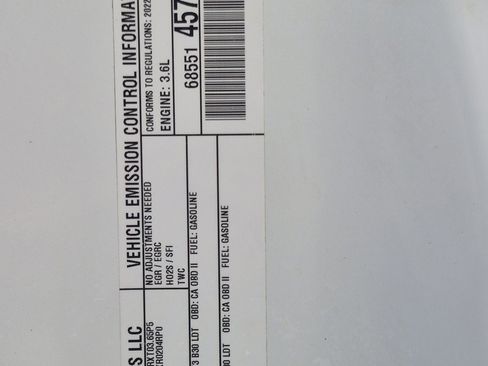 S LLC
VEHICLE EMISSION CONTROL INFORMA
RXT03.65P5
NO ADJUSTMENTS NEEDED
CONFORMS TO REGULATIONS: 2022
XR0204RP0
EGR / EGRC
HO2S / SFI
ENGINE: 3.6L
TWC
68551 457
3 B30 LDT OBD: CA OBD II FUEL: GASOLINE
30 LDT OBD: CA OBD II FUEL: GASOLINE